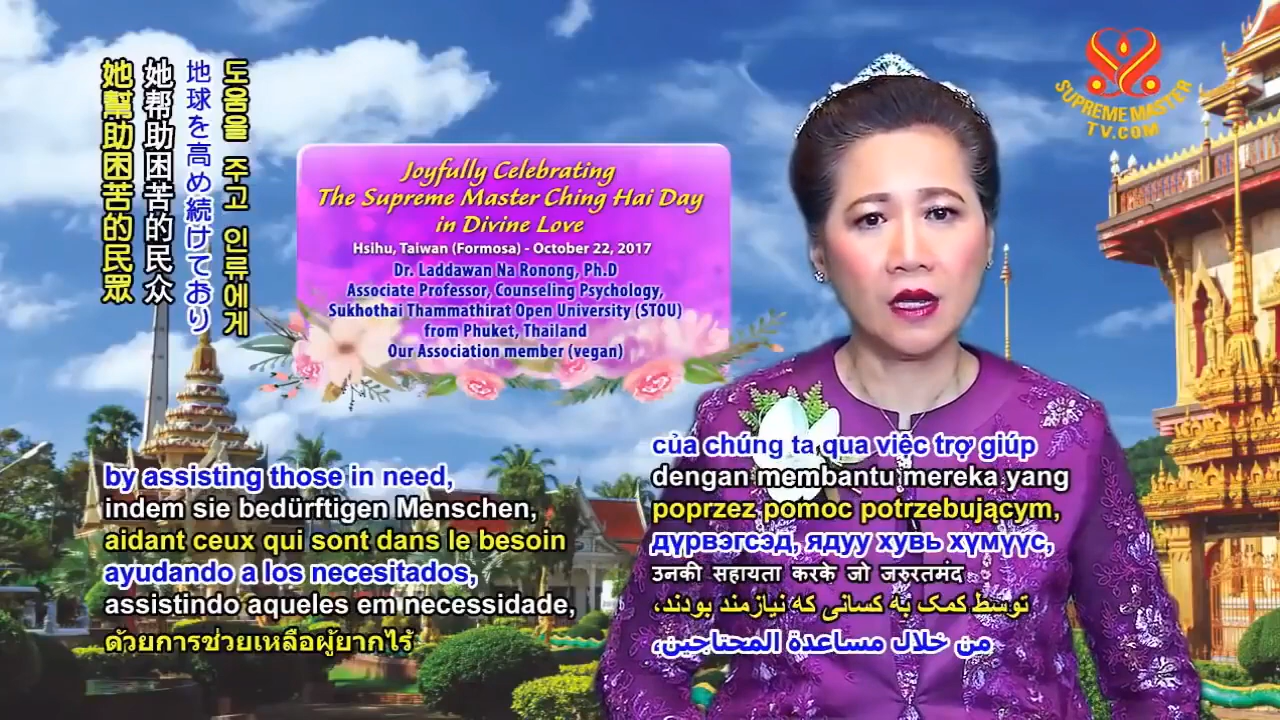 도움을 주고 인류에게
地球を高め続けており
她帮助困苦的民众
她幫助困苦的民眾
Joyfully Celebrating
The Supreme Master Ching Hai Day
in Divine Love
Hsihu, Taiwan (Formosa) - October 22, 2017
Dr. Laddawan Na Ronong, Ph.D
Associate Professor, Counseling Psychology,
Sukhothai Thammathirat Open University (STOU)
from Phuket, Thailand
Our Association member (vegan)
SUPREME MASTER
TV.COM
by assisting those in need,
indem sie bedürftigen Menschen,
aidant ceux qui sont dans le besoin
ayudando a los necesitados,
assistindo aqueles em necessidade,
ด้วยการช่วยเหลือผู้ยากไร้
của chúng ta qua việc trợ giúp
dengan membantu mereka yang
poprzez pomoc potrzebującym,
дүрвэгсэд, ядуу хувь хүмүүс,
उनकी सहायता करके जो जरुरतमंद
توسط کمک به کسانی که نیازمند بودند،
من خلال مساعدة المحتاجين،